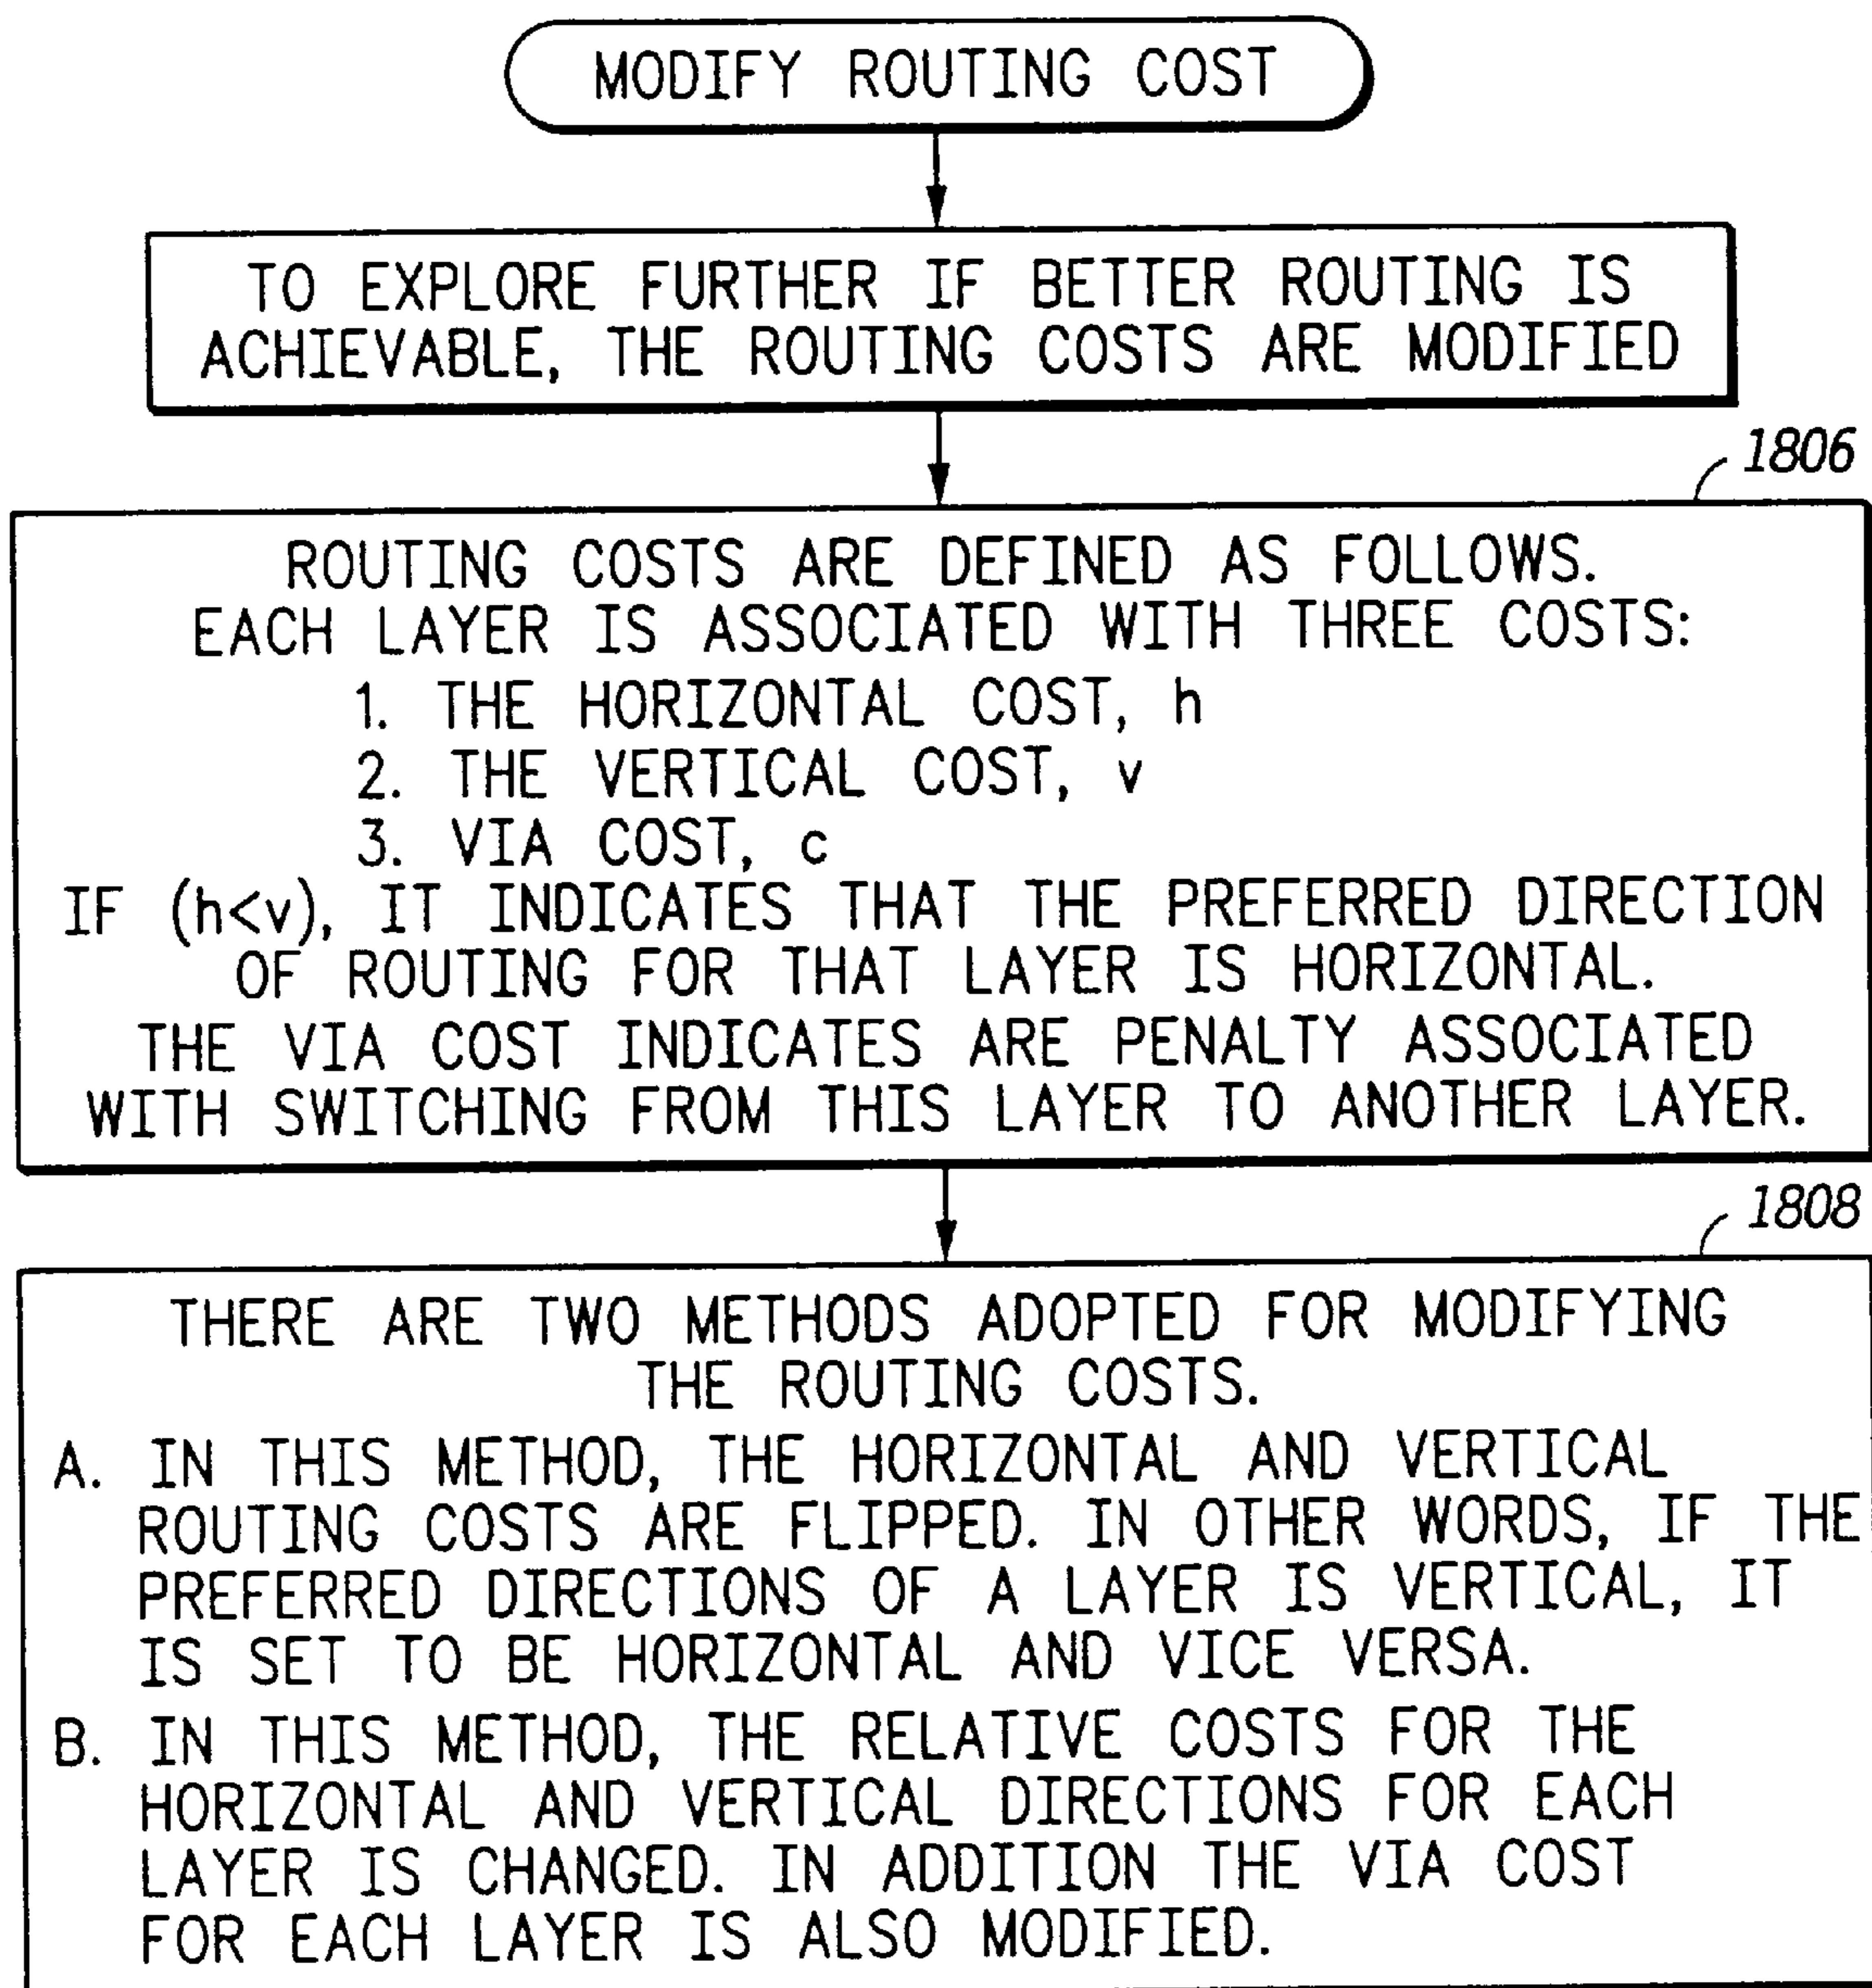 MODIFY ROUTING COST
TO EXPLORE FURTHER IF BETTER ROUTING IS
ACHIEVABLE, THE ROUTING COSTS ARE MODIFIED
1806
ROUTING COSTS ARE DEFINED AS FOLLOWS.
EACH LAYER IS ASSOCIATED WITH THREE COSTS:
1. THE HORIZONTAL COST, h
2. THE VERTICAL COST, v
3. VIA COST, c
IF (h<v), IT INDICATES THAT THE PREFERRED DIRECTION
OF ROUTING FOR THAT LAYER IS HORIZONTAL.
THE VIA COST INDICATES ARE PENALTY ASSOCIATED
WITH SWITCHING FROM THIS LAYER TO ANOTHER LAYER.
1808
THERE ARE TWO METHODS ADOPTED FOR MODIFYING
THE ROUTING COSTS.
A. IN THIS METHOD, THE HORIZONTAL AND VERTICAL
ROUTING COSTS ARE FLIPPED. IN OTHER WORDS, IF THE
PREFERRED DIRECTIONS OF A LAYER IS VERTICAL, IT
IS SET TO BE HORIZONTAL AND VICE VERSA.
B. IN THIS METHOD, THE RELATIVE COSTS FOR THE
HORIZONTAL AND VERTICAL DIRECTIONS FOR EACH
LAYER IS CHANGED. IN ADDITION THE VIA COST
FOR EACH LAYER IS ALSO MODIFIED.